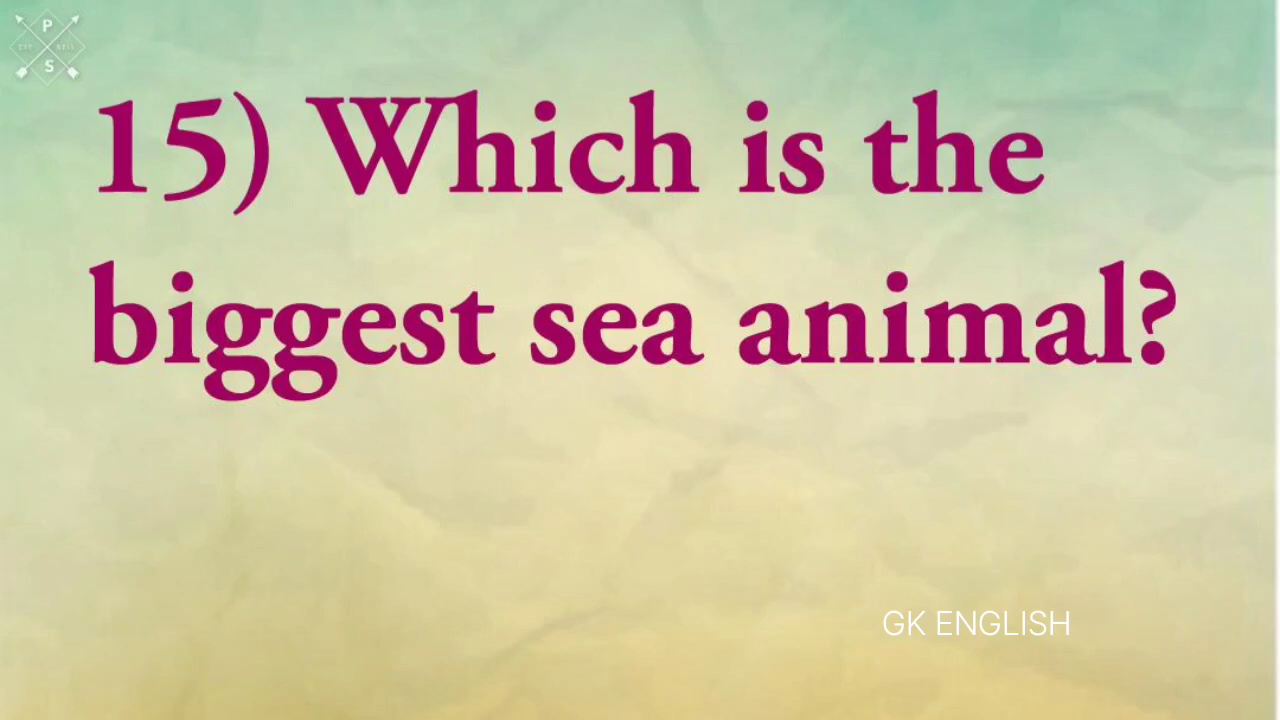 P
S
15) Which is the
biggest sea animal?
GK ENGLISH